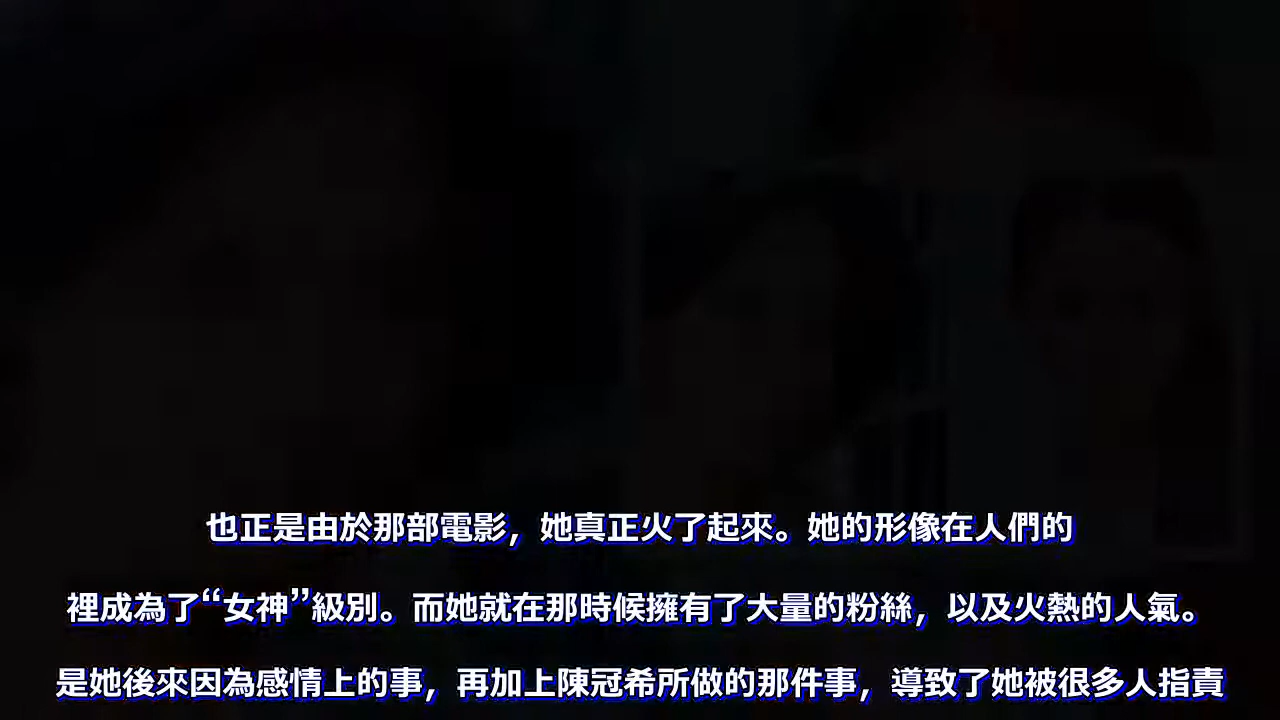 也正是由於那部電影，她真正火了起來。她的形像在人們的
裡成為了“女神”級別。而她就在那時候擁有了大量的粉絲，以及火熱的人氣。
是她後來因為感情上的事，再加上陳冠希所做的那件事，導致了她被很多人指責